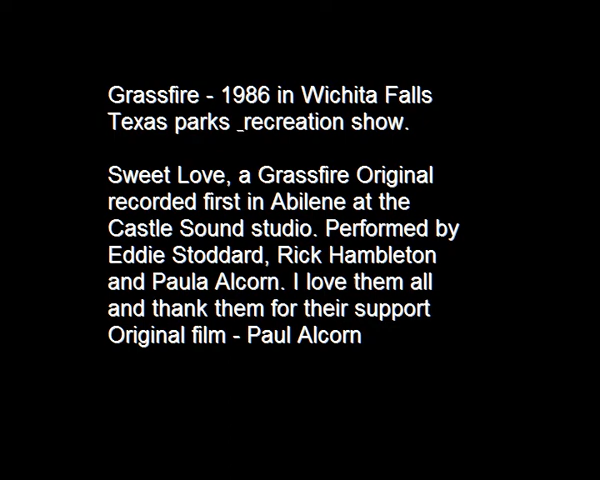 Grassfire - 1986 in Wichita Falls
Texas parks _recreation show.
Sweet Love, a Grassfire Original
recorded first in Abilene at the
Castle Sound studio. Performed by
Eddie Stoddard, Rick Hambleton
and Paula Alcorn. I love them all
and thank them for their support
Original film - Paul Alcorn